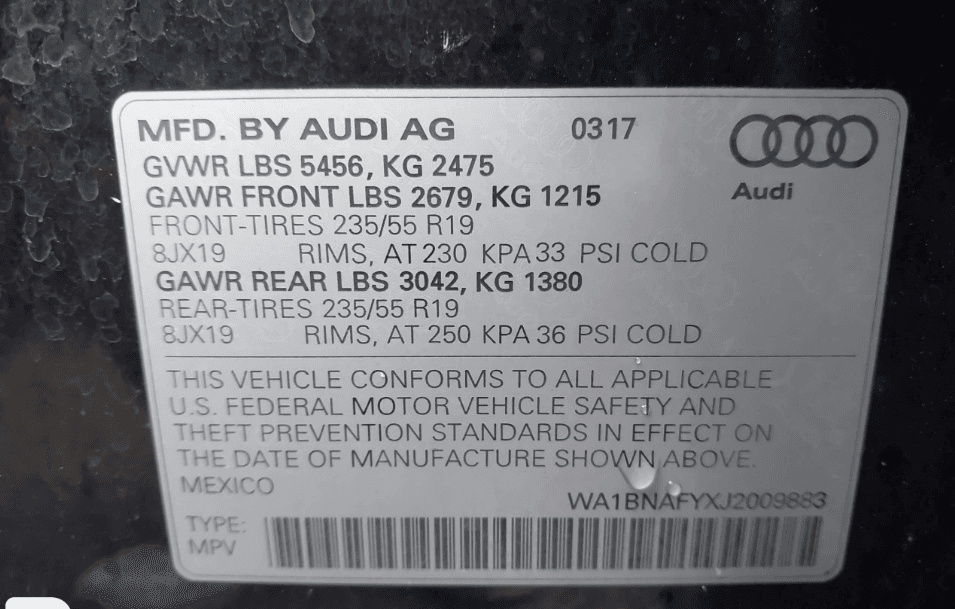 MFD. BY AUDI AG 0317
GVWR LBS 5456, KG 2475
GAWR FRONT LBS 2679, KG 1215
Audi
FRONT-TIRES 235/55 R19
8JX19 RIMS, AT 230 KPA 33 PSI COLD
GAWR REAR LBS 3042, KG 1380
REAR-TIRES 235/55 R19
8JX19 RIMS, AT 250 KPA 36 PSI COLD
THIS VEHICLE CONFORMS TO ALL APPLICABLE
U.S. FEDERAL MOTOR VEHICLE SAFETY AND
THEFT PREVENTION STANDARDS IN EFFECT ON
THE DATE OF MANUFACTURE SHOWN ABOVE.
MEXICO
WA1BNAFYXJ2009883
TYPE:
MPV